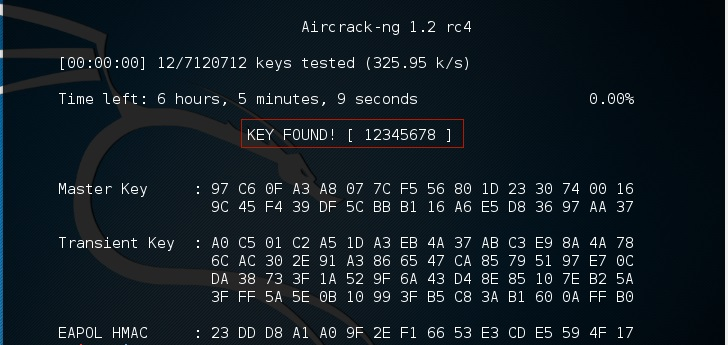 Aircrack-ng 1.2 rc4
[00:00:00] 12/7120712 keys tested (325.95 k/s)
Time left: 6 hours, 5 minutes, 9 seconds 0.00%
KEY FOUND! [ 12345678 ]
Master Key : 97 C6 0F A3 A8 07 7C F5 56 80 1D 23 30 74 00 16
9C 45 F4 39 DF 5C BB B1 16 A6 E5 D8 36 97 AA 37
Transient Key : A0 C5 01 C2 A5 1D A3 EB 4A 37 AB C3 E9 8A 4A 78
6C AC 30 2E 91 A3 86 65 47 CA 85 79 51 97 E7 0C
DA 38 73 3F 1A 52 9F 6A 43 D4 8E 85 10 7E B2 5A
3F FF 5A 5E 0B 10 99 3F B5 C8 3A B1 60 0A FF B0
EAPOL HMAC : 23 DD D8 A1 A0 9F 2E F1 66 53 E3 CD E5 59 4F 17